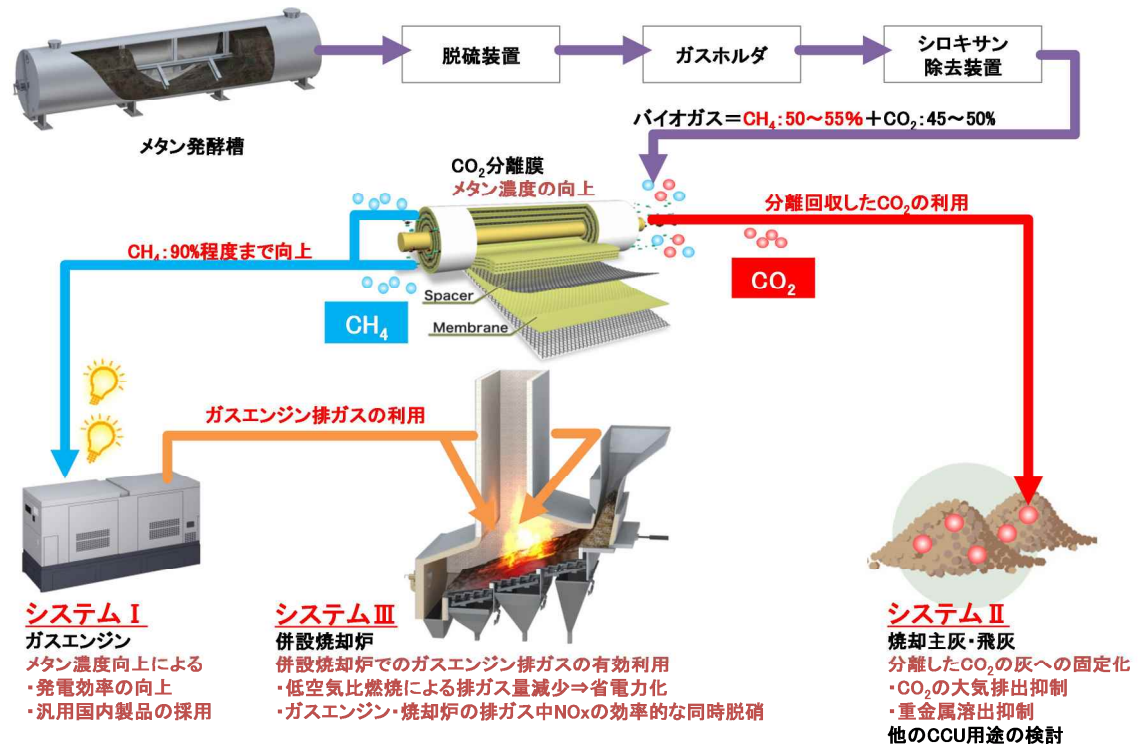 脱硫装置
ガスホルダ
シロキサン
除去装置
メタン発酵槽
バイオガス＝CH₄：50～55%＋CO₂：45～50%
CO₂分離膜
メタン濃度の向上
分離回収したCO₂の利用
CH₄：90%程度まで向上
CO₂
Spacer
CH₄
Membrane
ガスエンジン排ガスの利用
システムⅠ
ガスエンジン
メタン濃度向上による
・発電効率の向上
・汎用国内製品の採用
システムⅢ
併設焼却炉
併設焼却炉でのガスエンジン排ガスの有効利用
・低空気比燃焼による排ガス量減少⇒省電力化
・ガスエンジン・焼却炉の排ガス中NOxの効率的な同時脱硝
システムⅡ
焼却主灰・飛灰
分離したCO₂の灰への固定化
・CO₂の大気排出抑制
・重金属溶出抑制
他のCCU用途の検討